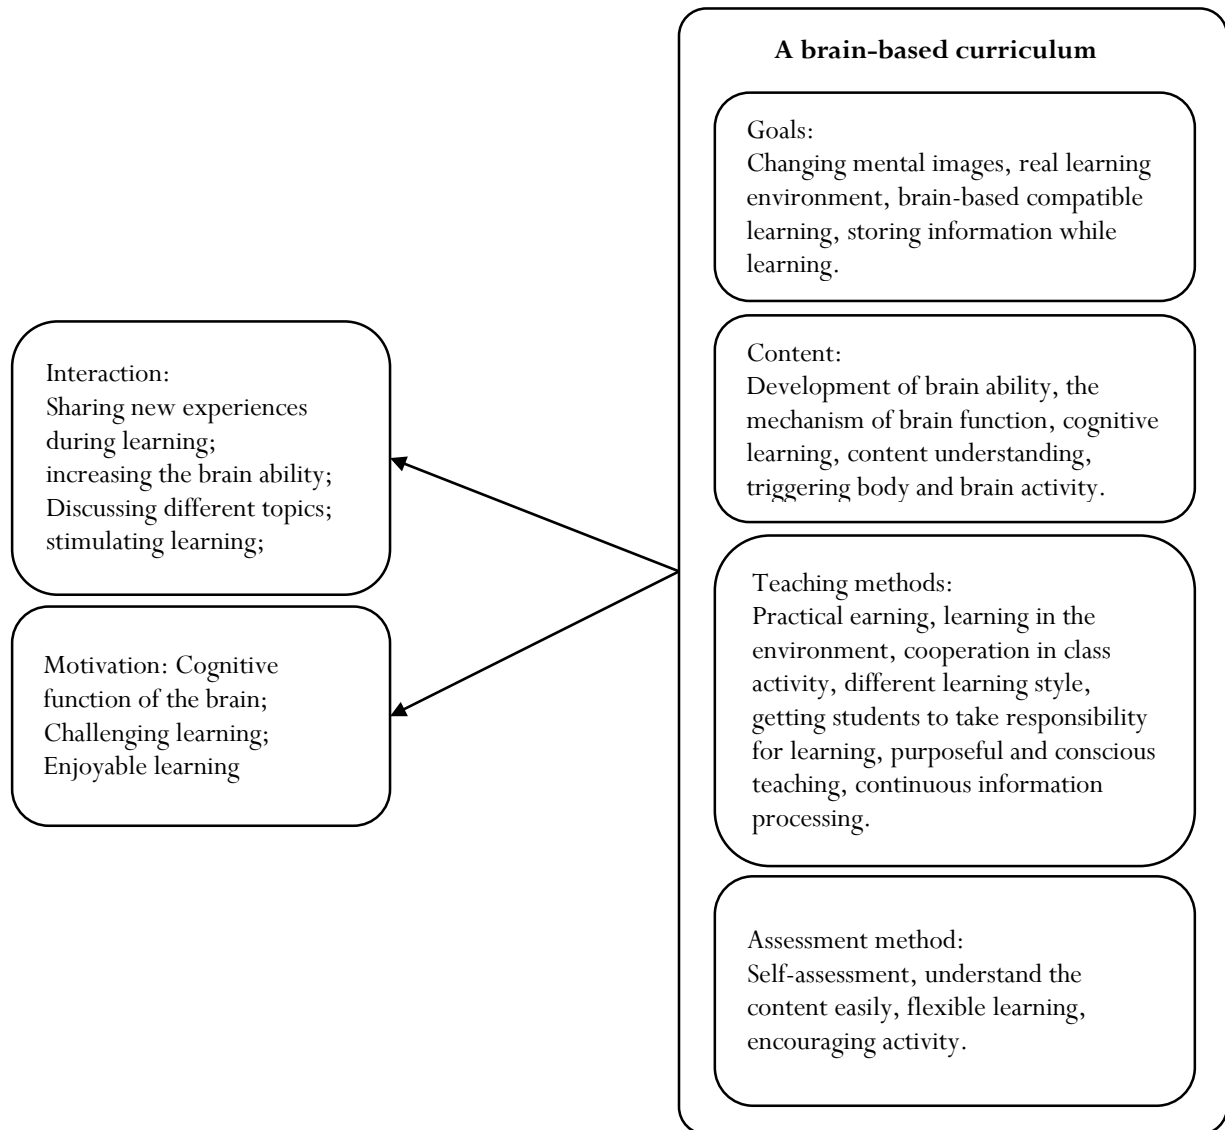 A brain-based curriculum
Goals:
Changing mental images, real learning
environment, brain-based compatible
learning, storing information while
learning.
Content:
Development of brain ability, the
mechanism of brain function, cognitive
learning, content understanding,
triggering body and brain activity.
Teaching methods:
Practical earning, learning in the
environment, cooperation in class
activity, different learning style,
getting students to take responsibility
for learning, purposeful and conscious
teaching, continuous information
processing.
Assessment method:
Self-assessment, understand the
content easily, flexible learning,
encouraging activity.
Interaction:
Sharing new experiences
during learning;
increasing the brain ability;
Discussing different topics;
stimulating learning;
Motivation: Cognitive
function of the brain;
Challenging learning;
Enjoyable learning